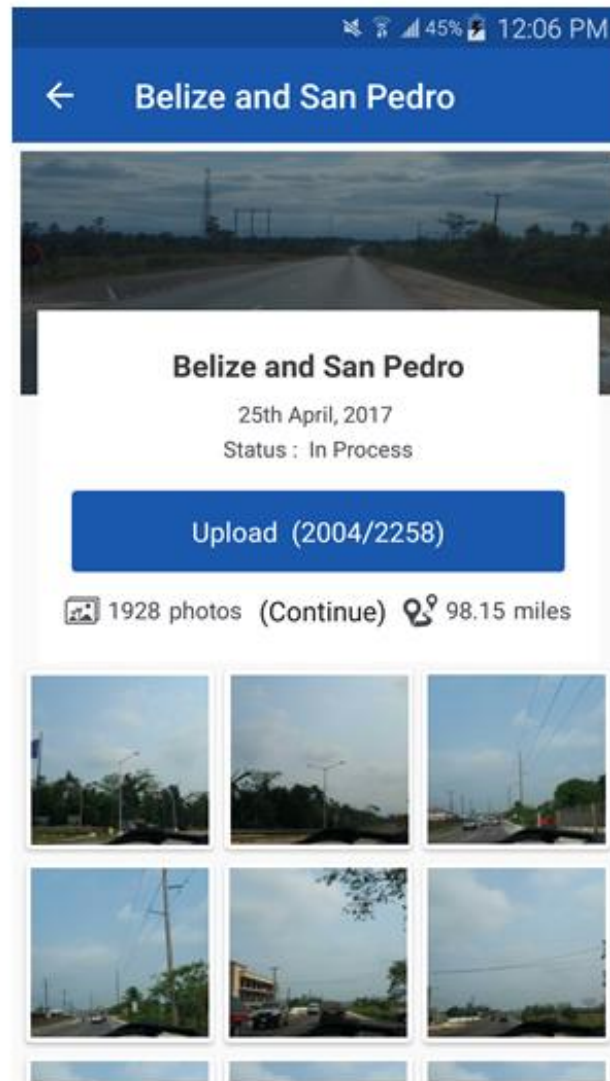 45% 12:06 PM
Belize and San Pedro
Belize and San Pedro
25th April, 2017
Status : In Process
Upload (2004/2258)
1928 photos (Continue) 98.15 miles